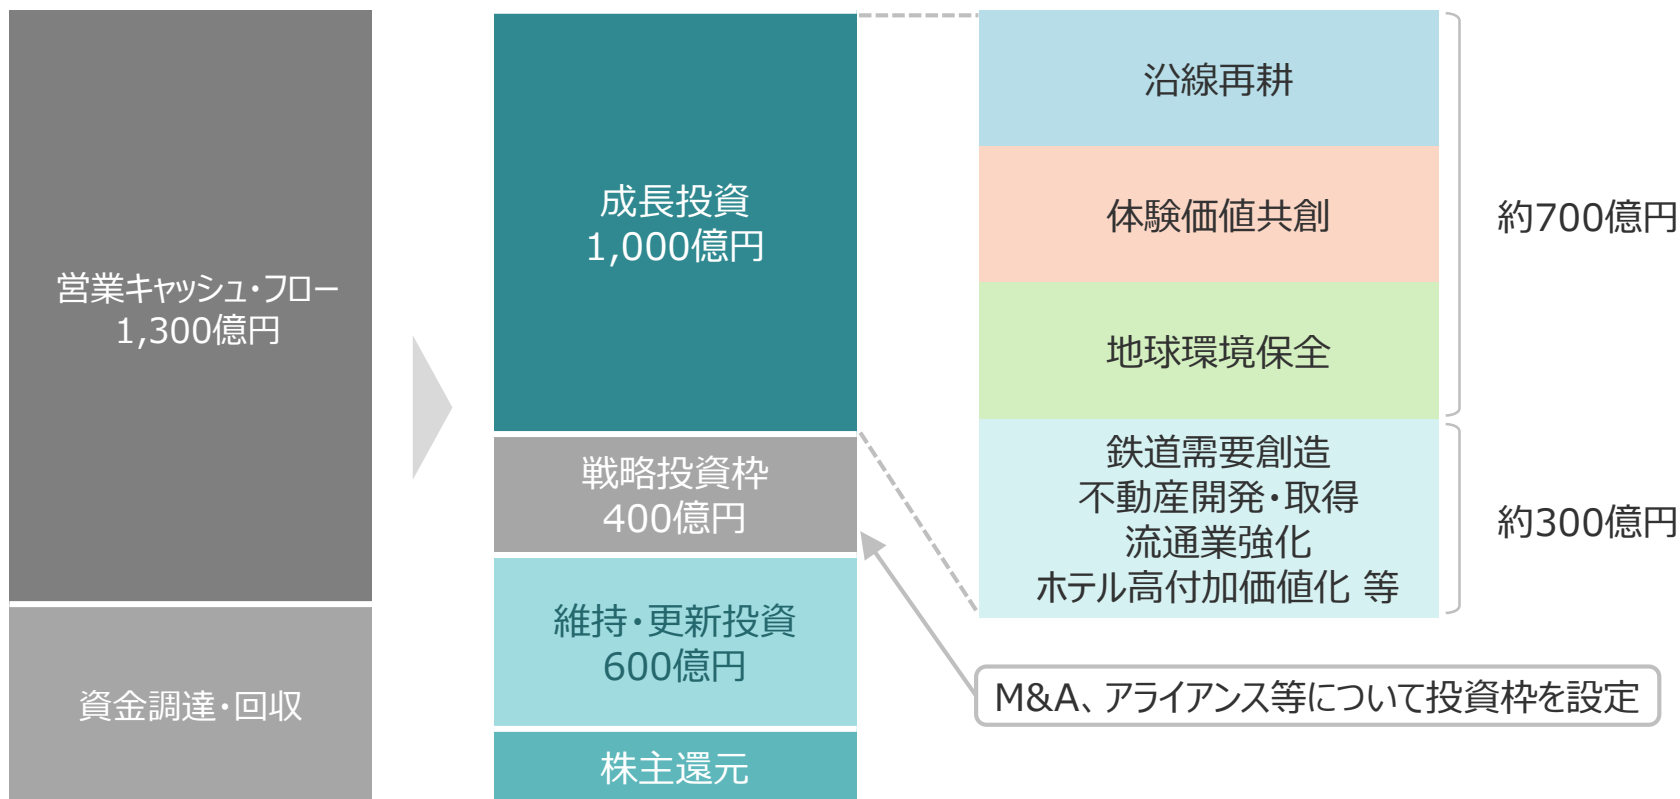 営業キャッシュ・フロー
1,300億円
資金調達・回収
成長投資
1,000億円
戦略投資枠
400億円
維持・更新投資
600億円
株主還元
沿線再耕
体験価値共創
地球環境保全
約700億円
鉄道需要創造
不動産開発・取得
流通業強化
ホテル高付加価値化 等
約300億円
M&A、アライアンス等について投資枠を設定